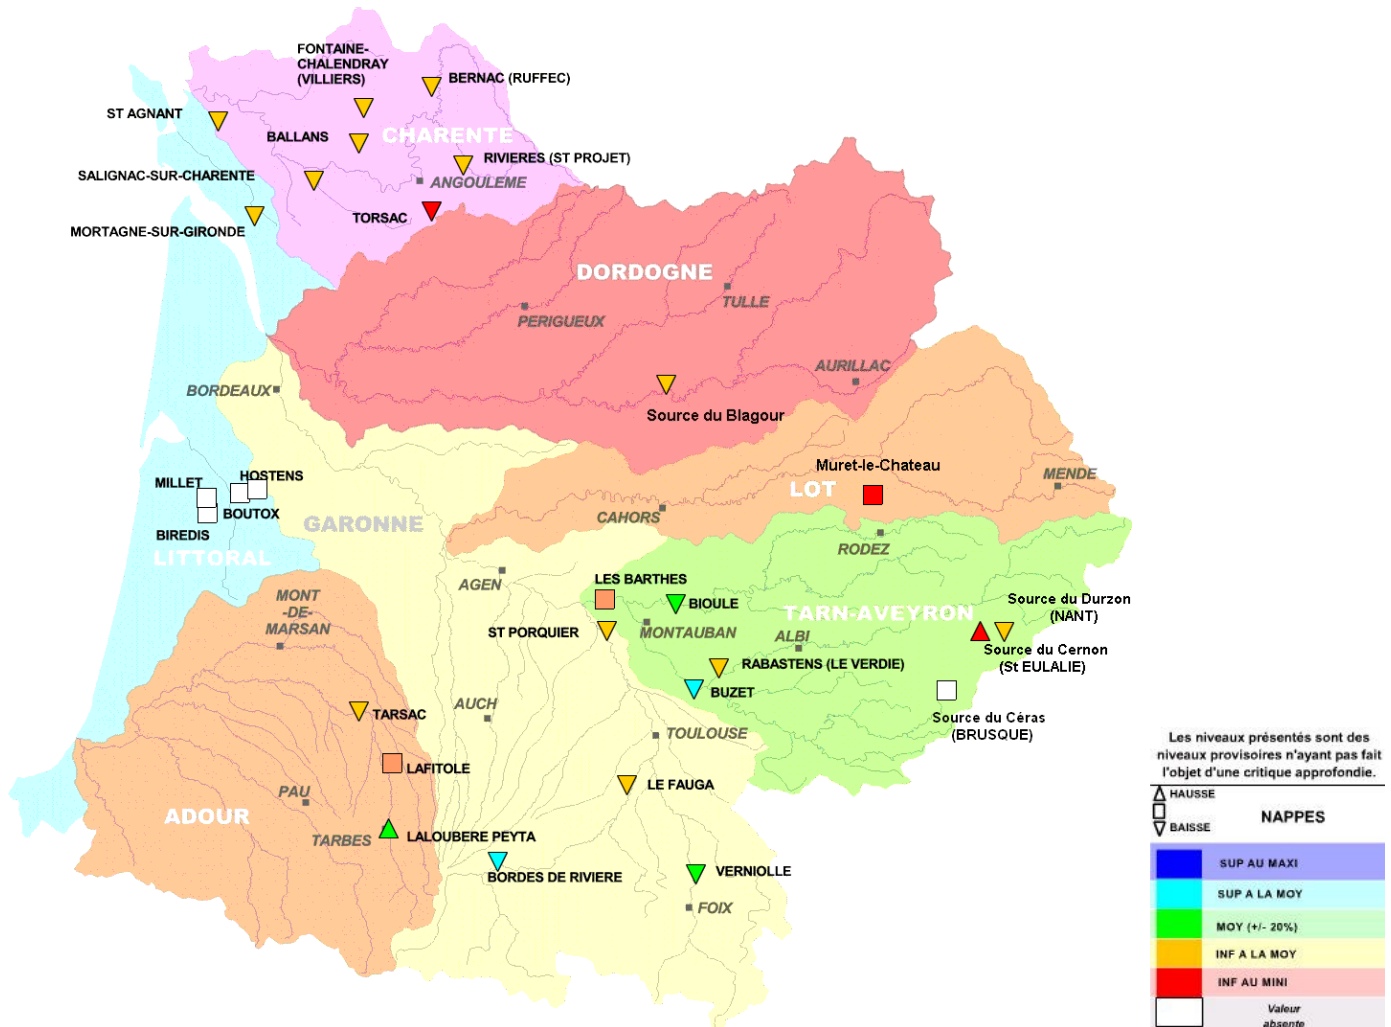 FONTAINE-
CHALENDRAY
(VILLIERS)
BERNAC (RUFFEC)
ST AGNANT
BALLANS
CHARENTE
RIVIERES (ST PROJET)
SALIGNAC-SUR-CHARENTE
ANGOULEME
TORSAC
MORTAGNE-SUR-GIRONDE
DORDOGNE
TULLE
PERIGUEUX
AURILLAC
BORDEAUX
Source du Blagour
Muret-le-Chateau
MENDE
HOSTENS
MILLET
LOT
BOUTOX
CAHORS
GARONNE
BIREDIS
RODEZ
LITTORAL
AGEN
LES BARTHES
MONT
-DE-
MARSAN
BIOULE
TARN-AVEYRON
Source du Durzon
(NANT)
ST PORQUIER
MONTAUBAN
ALBI
Source du Cernon
(St EULALIE)
RABASTENS (LE VERDIE)
BUZET
AUCH
TARSAC
Source du Céras
(BRUSQUE)
TOULOUSE
LAFITOLE
LE FAUGA
PAU
ADOUR
TARBES
LALOUBERE PEYTA
BORDES DE RIVIERE
VERNIOLLE
FOIX
Les niveaux présentés sont des
niveaux provisoires n'ayant pas fait
l'objet d'une critique approfondie.
HAUSSE
NAPPES
BAISSE
SUP AU MAXI
SUP A LA MOY
MOY (+/- 20%)
INF A LA MOY
INF AU MINI
Valeur
absente